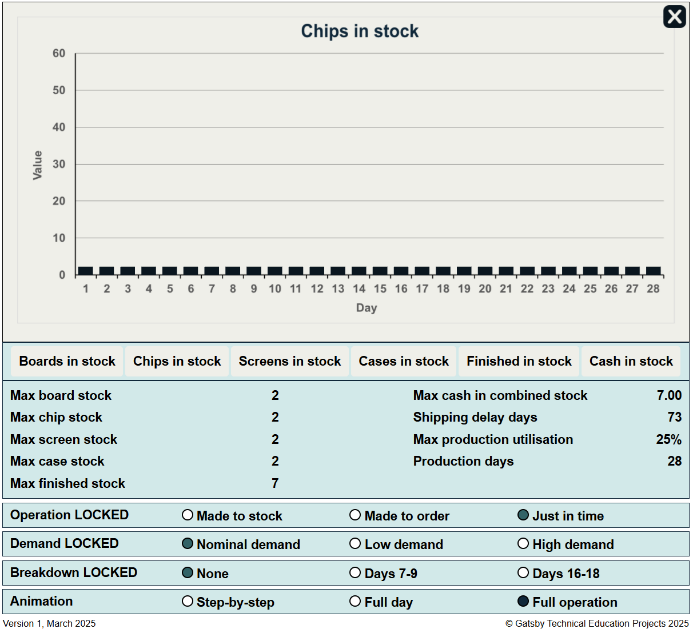 Chips in stock
60
50
40
30
20
10
0
Value
1 2 3 4 5 6 7 8 9 10 11 12 13 14 15 16 17 18 19 20 21 22 23 24 25 26 27 28
Day
Boards in stock Chips in stock Screens in stock Cases in stock Finished in stock Cash in stock
Max board stock 2 Max cash in combined stock 7.00
Max chip stock 2 Shipping delay days 73
Max screen stock 2 Max production utilisation 25%
Max case stock 2 Production days 28
Max finished stock 7
Operation LOCKED Made to stock Made to order Just in time
Demand LOCKED Nominal demand Low demand High demand
Breakdown LOCKED None Days 7-9 Days 16-18
Animation Step-by-step Full day Full operation
Version 1, March 2025 © Gatsby Technical Education Projects 2025